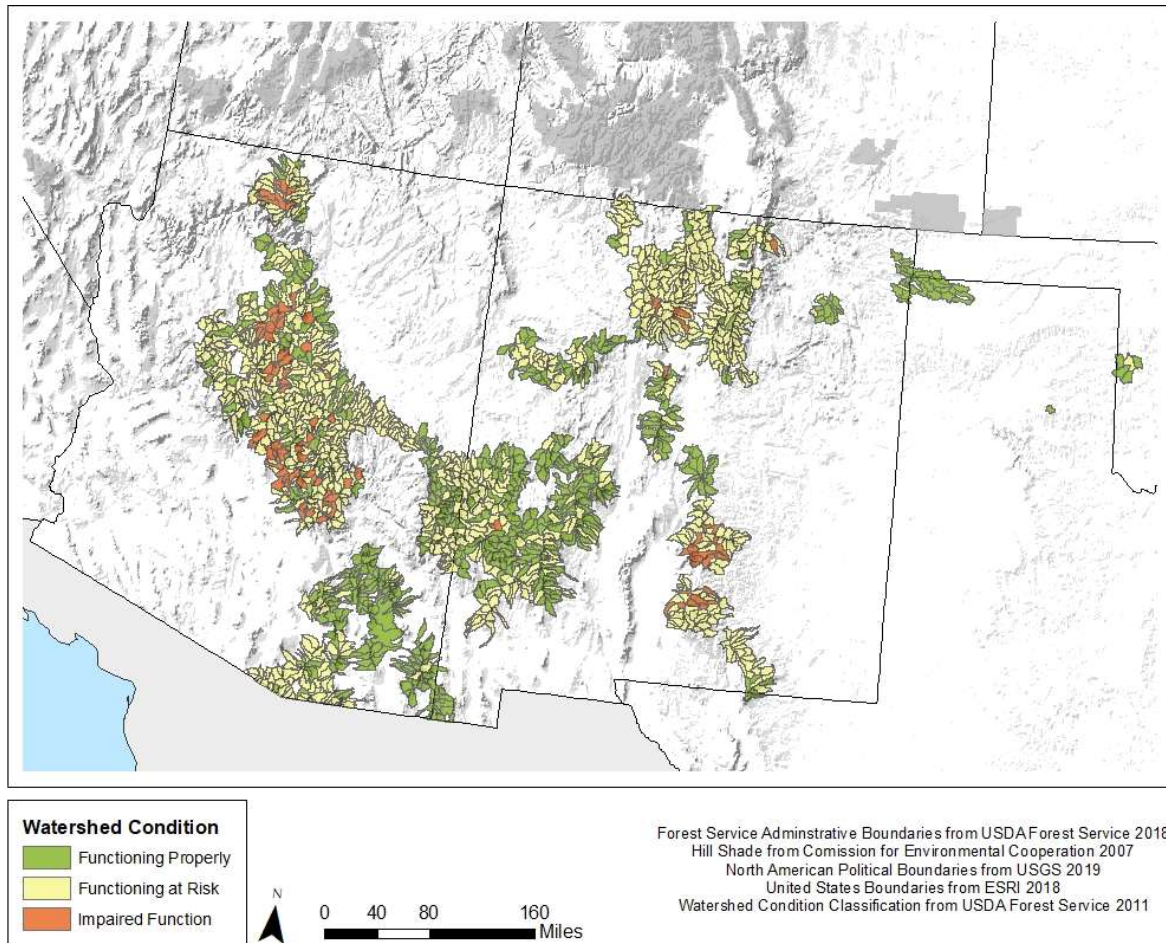 Watershed Condition
Functioning Properly
Functioning at Risk
Impaired Function
N
0 40 80 160
Miles
Forest Service Adminstrative Boundaries from USDA Forest Service 2018
Hill Shade from Comission for Environmental Cooperation 2007
North American Political Boundaries from USGS 2019
United States Boundaries from ESRI 2018
Watershed Condition Classification from USDA Forest Service 2011